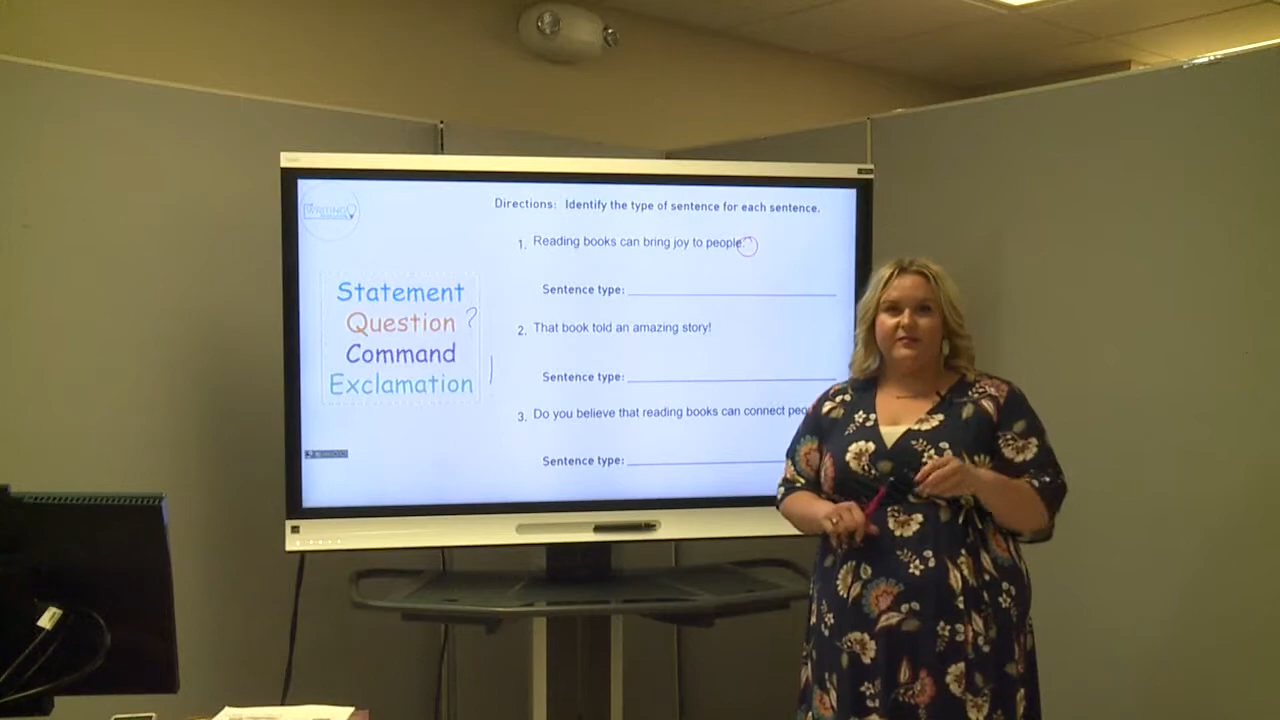 WRITING
Directions: Identify the type of sentence for each sentence.
1. Reading books can bring joy to people.
Sentence type:
Statement
Question ?
Command
Exclamation
2. That book told an amazing story!
Sentence type:
3. Do you believe that reading books can connect peo
Sentence type: